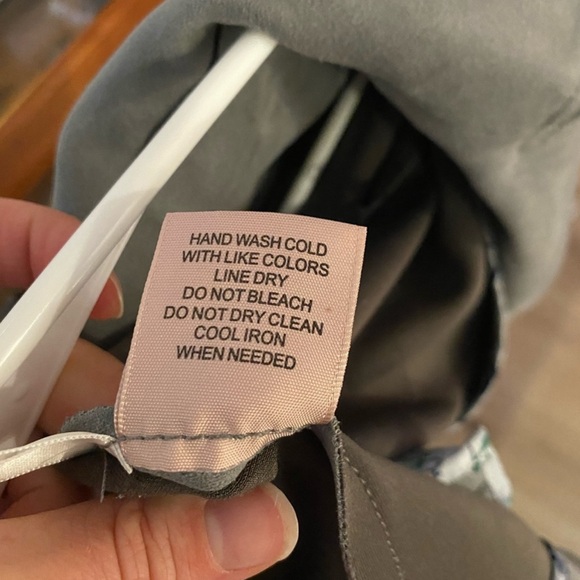 HAND WASH COLD
WITH LIKE COLORS
LINE DRY
DO NOT BLEACH
DO NOT DRY CLEAN
COOL IRON
WHEN NEEDED